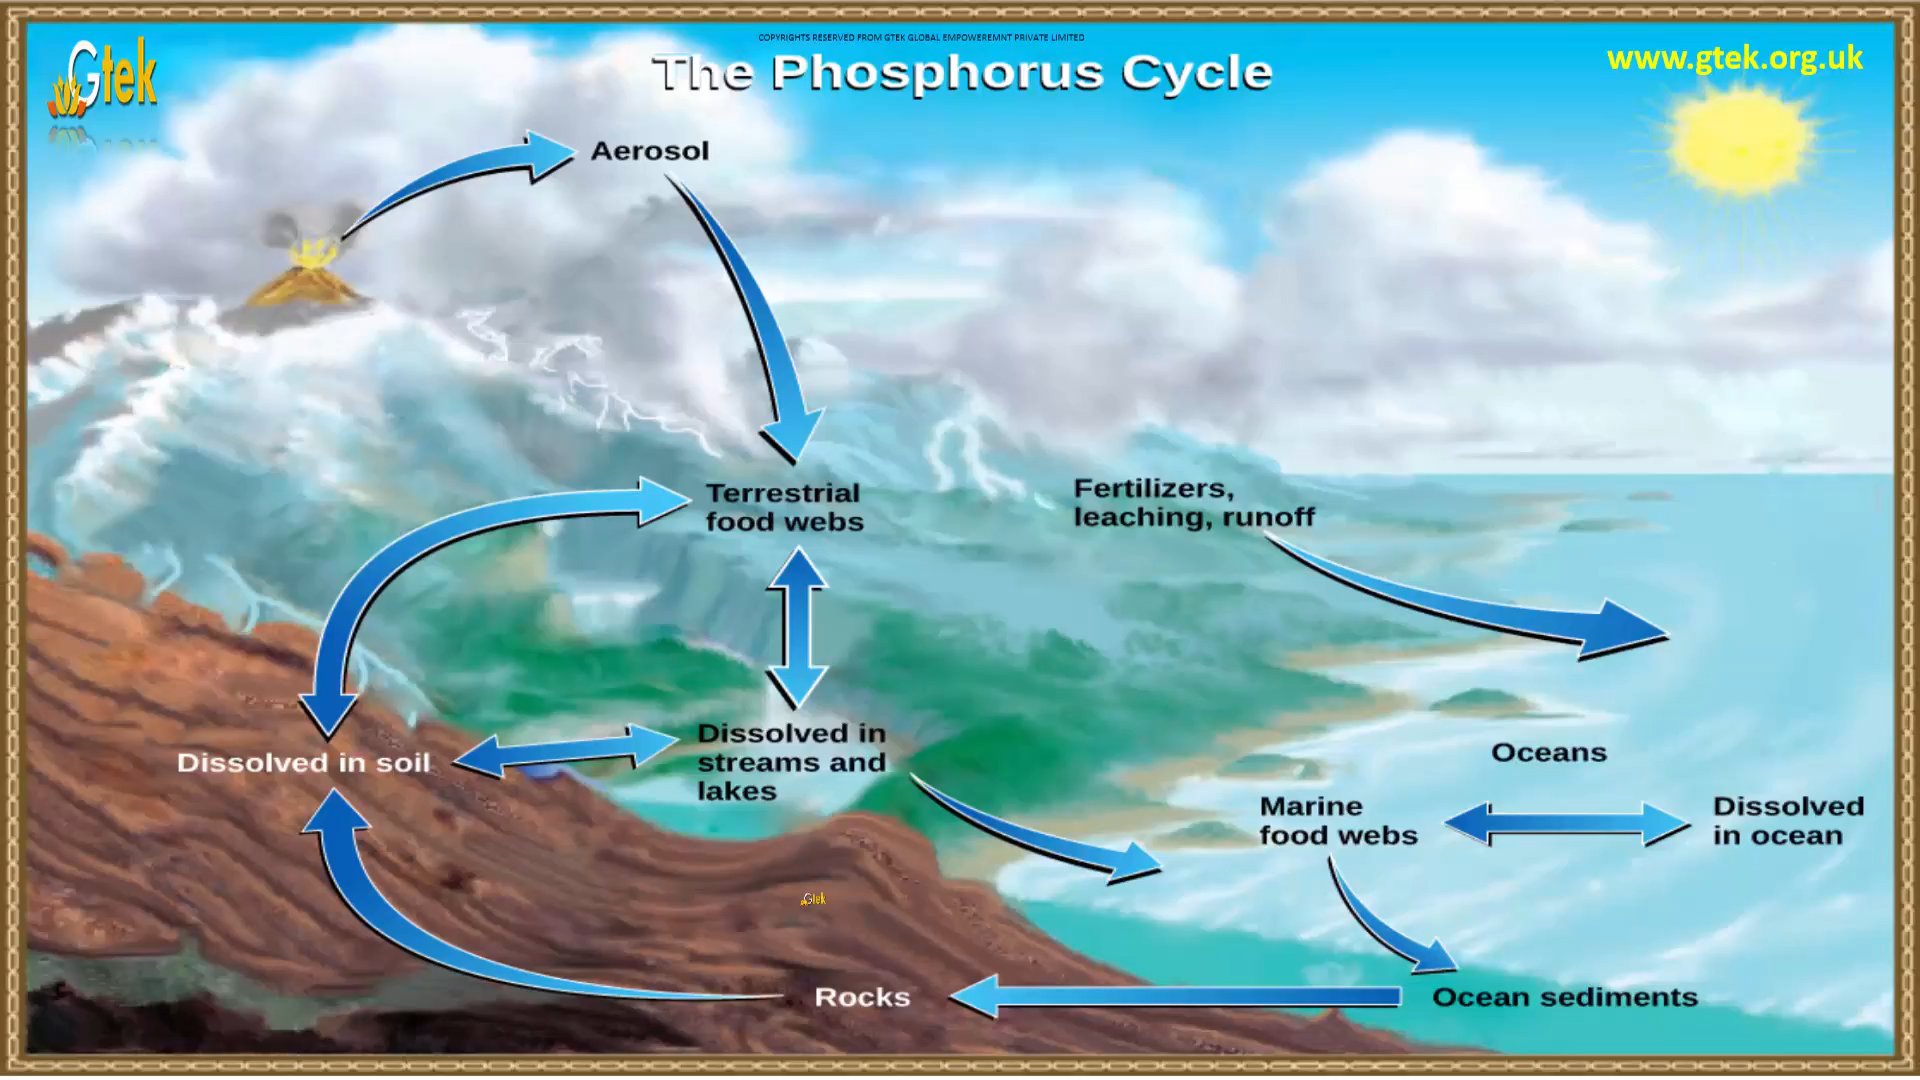 COPYRIGHTS RESERVED FROM GTEK GLOBAL EMPOWEREMNT PRIVATE LIMITED
Gtek
The Phosphorus Cycle
www.gtek.org.uk
Aerosol
Terrestrial
food webs
Fertilizers,
leaching, runoff
Dissolved in soil
Dissolved in
streams and
lakes
Oceans
Marine
food webs
Dissolved
in ocean
Gtek
Rocks
Ocean sediments